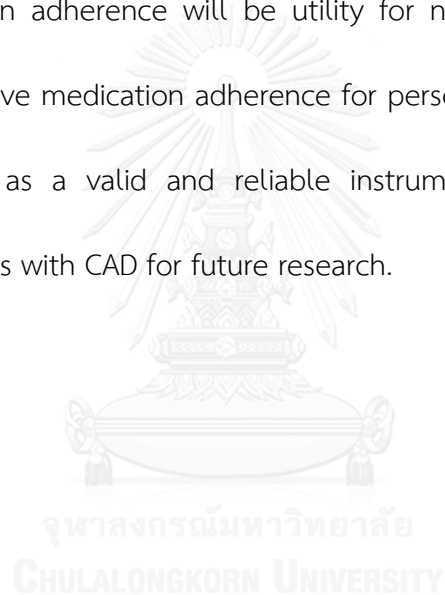 n adherence will be utility for n
ve medication adherence for perso
as a valid and reliable instrum
s with CAD for future research.
จุฬาลงกรณ์มหาวิทยาลัย
CHULALONGKORN UNIVERSITY